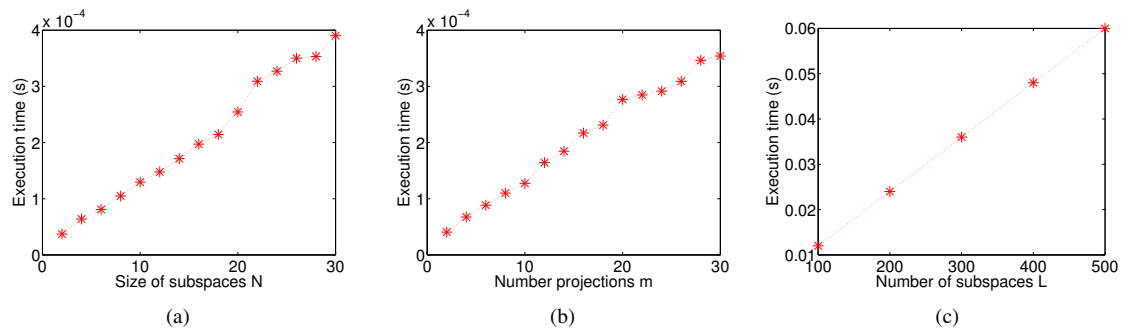 x 10⁻⁴
4
3
2
1
0
0 10 20 30
Execution time (s)
Size of subspaces N
(a)
x 10⁻⁴
4
3
2
1
0
0 10 20 30
Execution time (s)
Number projections m
(b)
0.06
0.05
0.04
0.03
0.02
0.01
100 200 300 400 500
Execution time (s)
Number of subspaces L
(c)